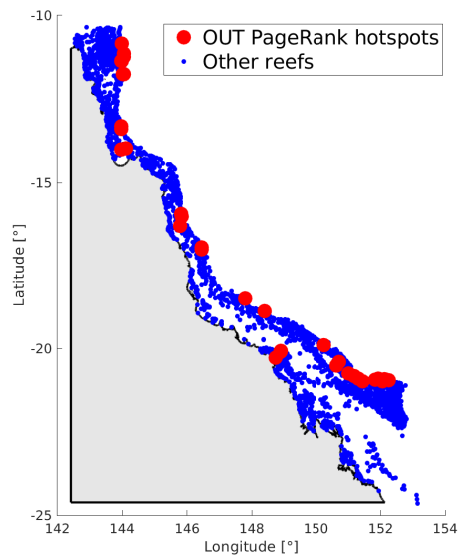 OUT PageRank hotspots
Other reefs
-10
-15
-20
-25
Latitude [°]
142
144
146
148
150
152
154
Longitude [°]